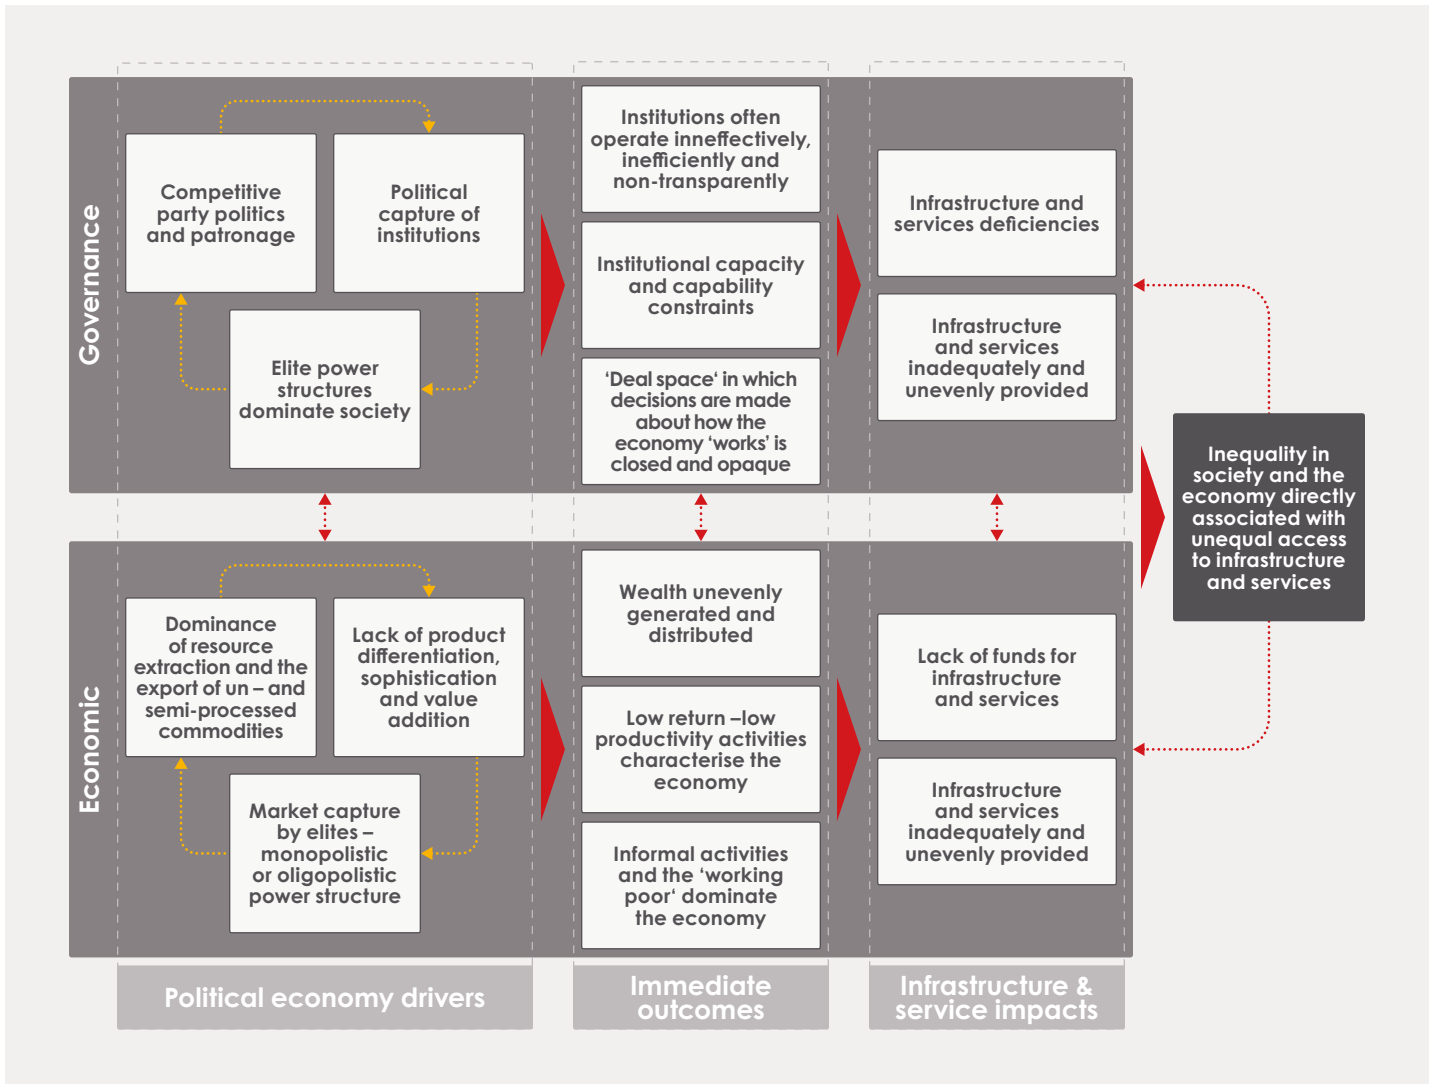 Governance
Competitive
party politics
and patronage
Political
capture of
institutions
Elite power
structures
dominate society
Institutions often
operate inneffectively,
inefficiently and
non-transparently
Institutional capacity
and capability
constraints
‘Deal space‘ in which
decisions are made
about how the
economy ‘works’ is
closed and opaque
Infrastructure and
services deficiencies
Infrastructure
and services
inadequately and
unevenly provided
Economic
Dominance
of resource
extraction and the
export of un – and
semi-processed
commodities
Lack of product
differentiation,
sophistication
and value
addition
Market capture
by elites –
monopolistic
or oligopolistic
power structure
Wealth unevenly
generated and
distributed
Low return –low
productivity activities
characterise the
economy
Informal activities
and the ‘working
poor‘ dominate
the economy
Lack of funds for
infrastructure
and services
Infrastructure
and services
inadequately and
unevenly provided
Inequality in
society and the
economy directly
associated with
unequal access
to infrastructure
and services
Political economy drivers
Immediate
outcomes
Infrastructure &
service impacts